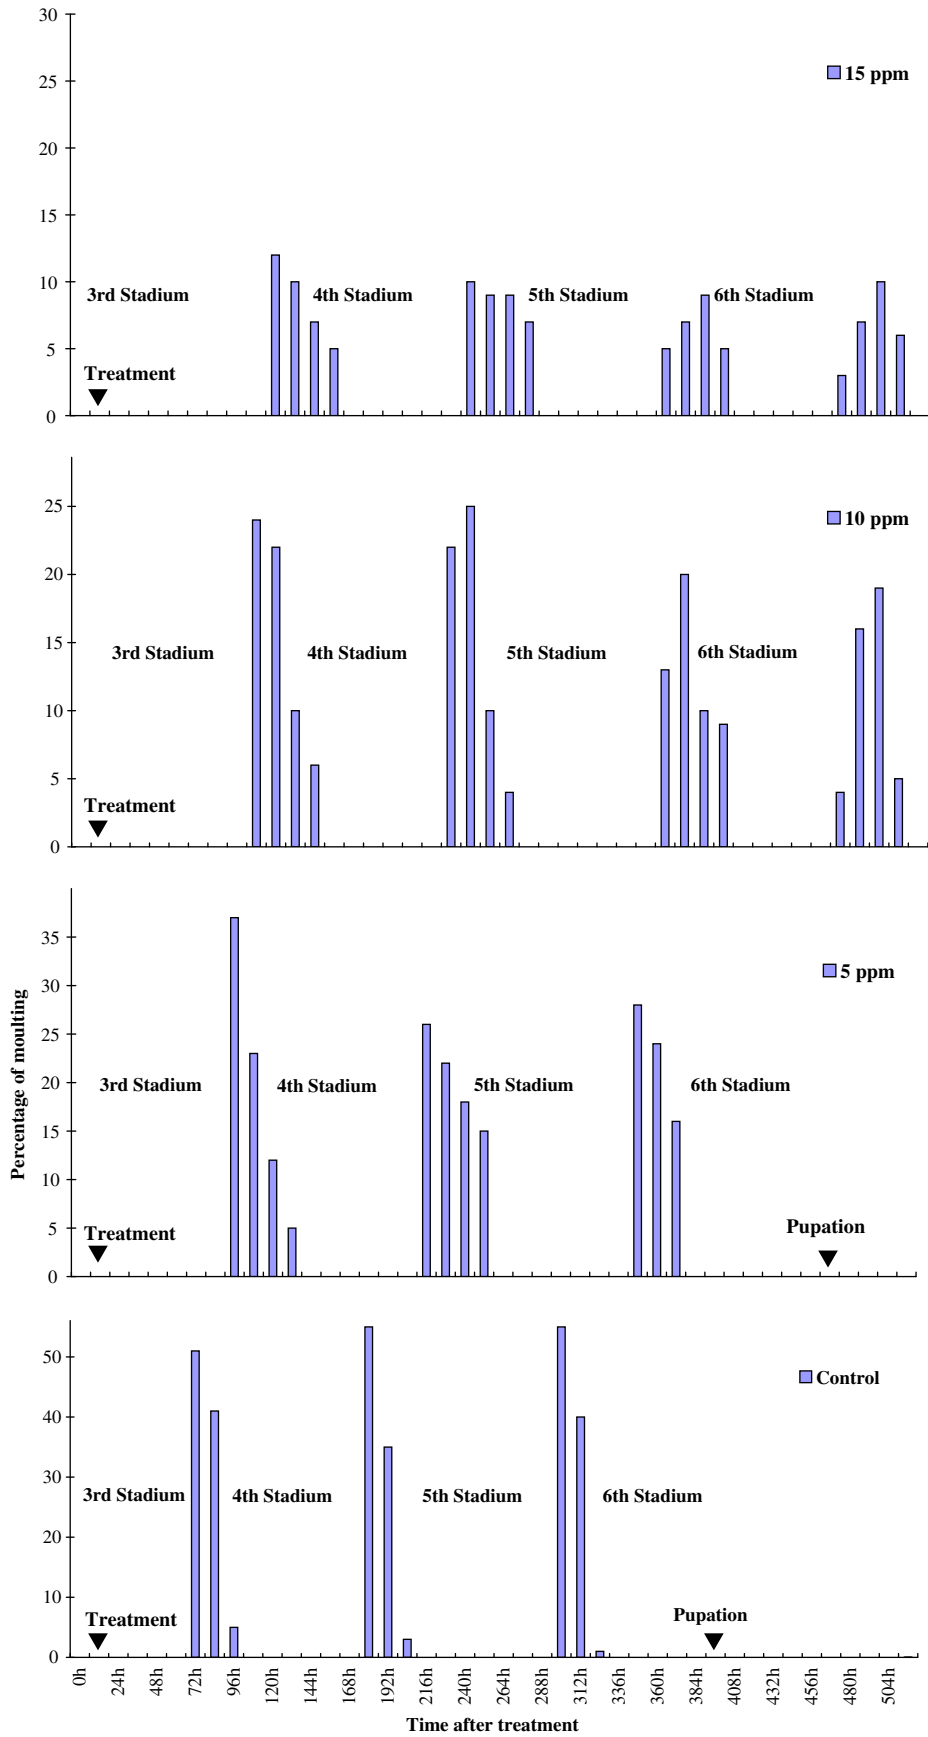 30
25
20
15
10
5
0
15 ppm
3rd Stadium 4th Stadium 5th Stadium 6th Stadium
Treatment
25
20
15
10
5
0
10 ppm
3rd Stadium 4th Stadium 5th Stadium 6th Stadium
Treatment
Percentage of moulting
35
30
25
20
15
10
5
0
5 ppm
3rd Stadium 4th Stadium 5th Stadium 6th Stadium
Treatment Pupation
50
40
30
20
10
0
Control
3rd Stadium 4th Stadium 5th Stadium 6th Stadium
Treatment Pupation
0h 24h 48h 72h 96h 120h 144h 168h 192h 216h 240h 264h 288h 312h 336h 360h 384h 408h 432h 456h 480h 504h
Time after treatment